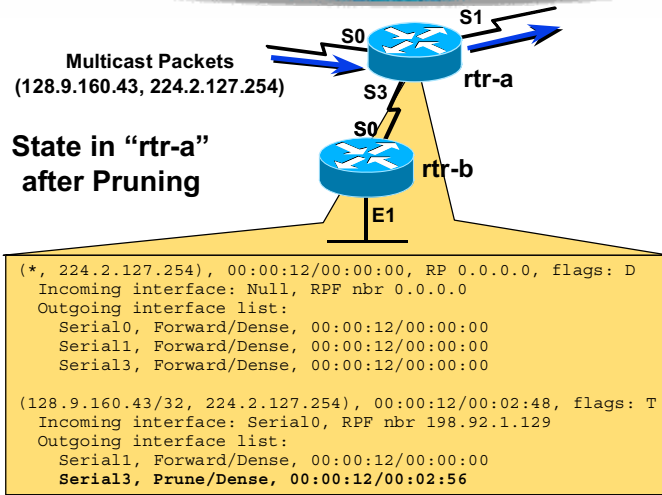 S1
S0
Multicast Packets
(128.9.160.43, 224.2.127.254)
rtr-a
S3
S0
State in “rtr-a”
after Pruning
rtr-b
E1
(*, 224.2.127.254), 00:00:12/00:00:00, RP 0.0.0.0, flags: D
Incoming interface: Null, RPF nbr 0.0.0.0
Outgoing interface list:
Serial0, Forward/Dense, 00:00:12/00:00:00
Serial1, Forward/Dense, 00:00:12/00:00:00
Serial3, Forward/Dense, 00:00:12/00:00:00
(128.9.160.43/32, 224.2.127.254), 00:00:12/00:02:48, flags: T
Incoming interface: Serial0, RPF nbr 198.92.1.129
Outgoing interface list:
Serial1, Forward/Dense, 00:00:12/00:00:00
Serial3, Prune/Dense, 00:00:12/00:02:56